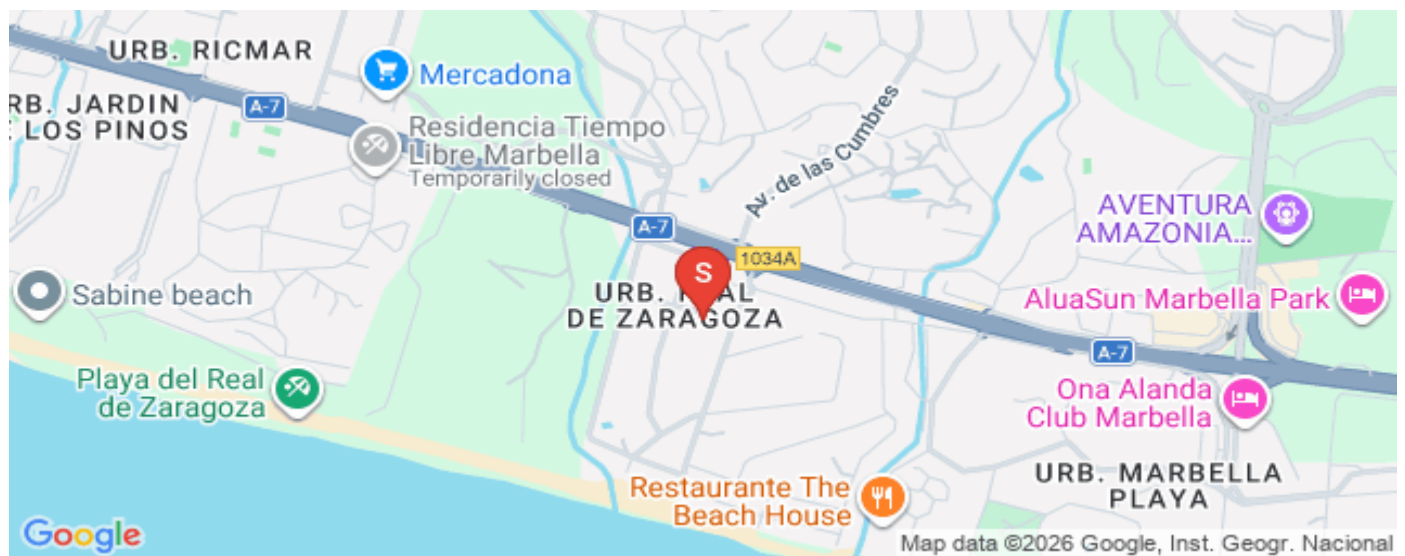 URB. RICMAR
Mercadona
RB. JARDIN
LOS PINOS
A-7
Residencia Tiempo
Libre Marbella
Temporarily closed
Av. de las Cumbres
AVENTURA
AMAZONIA...
A-7
1034A
S
URB.
DE ZARAGOZA
Sabine beach
AluaSun Marbella Park
A-7
Playa del Real
de Zaragoza
Ona Alanda
Club Marbella
URB. MARBELLA
PLAYA
Restaurante The
Beach House
Google
Map data ©2026 Google, Inst. Geogr. Nacional